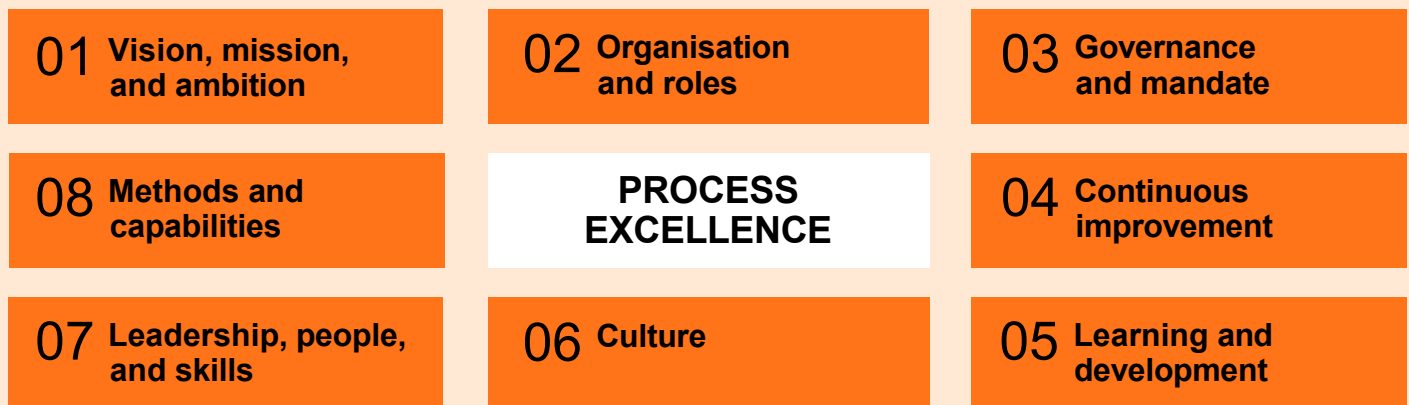 01 Vision, mission,
and ambition
02 Organisation
and roles
03 Governance
and mandate
08 Methods and
capabilities
PROCESS
EXCELLENCE
04 Continuous
improvement
07 Leadership, people,
and skills
06 Culture
05 Learning and
development